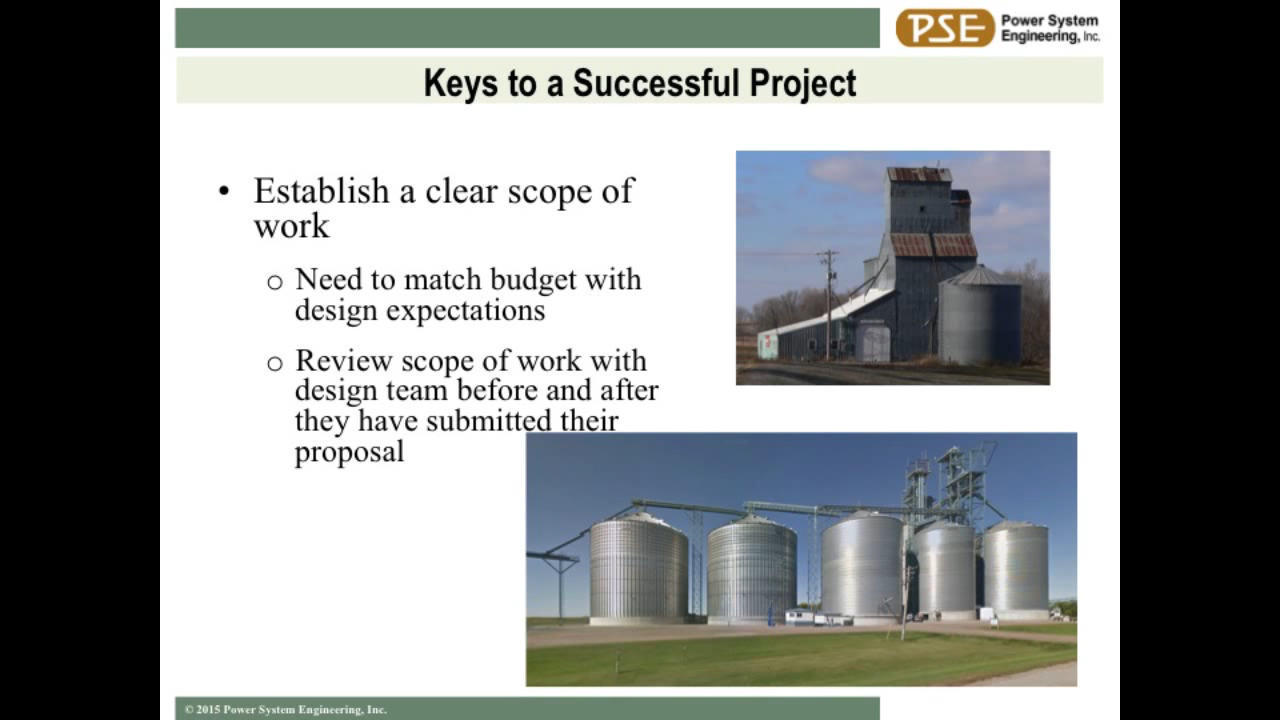 PSE Power System
Engineering, Inc.
Keys to a Successful Project
• Establish a clear scope of
work
o Need to match budget with
design expectations
o Review scope of work with
design team before and after
they have submitted their
proposal
© 2015 Power System Engineering, Inc.